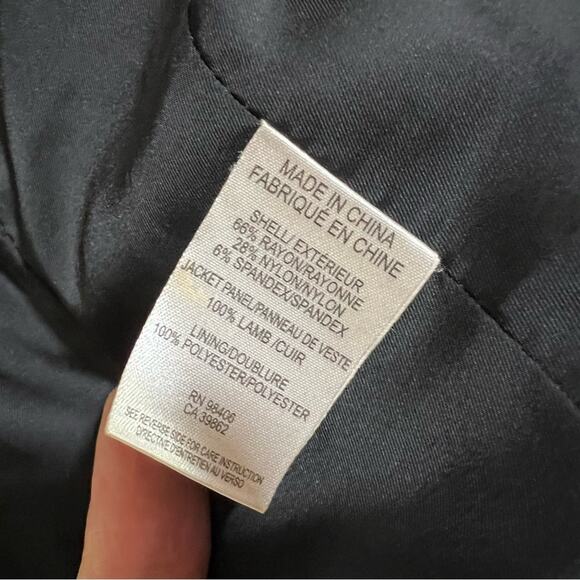 MADE IN CHINA
FABRIQUÉ EN CHINE
SHELL/ EXTERIEUR
66% RAYON/RAYONNE
28% NYLON/NYLON
6% SPANDEX/SPANDEX
JACKET PANEL/PANNEAU DE VESTE
100% LAMB /CUIR
LINING/DOUBLURE
100% POLYESTER/POLYESTER
RN 98406
CA 39862
SEE REVERSE SIDE FOR CARE INSTRUCTION
DIRECTIVE D'ENTRETIEN AU VERSO